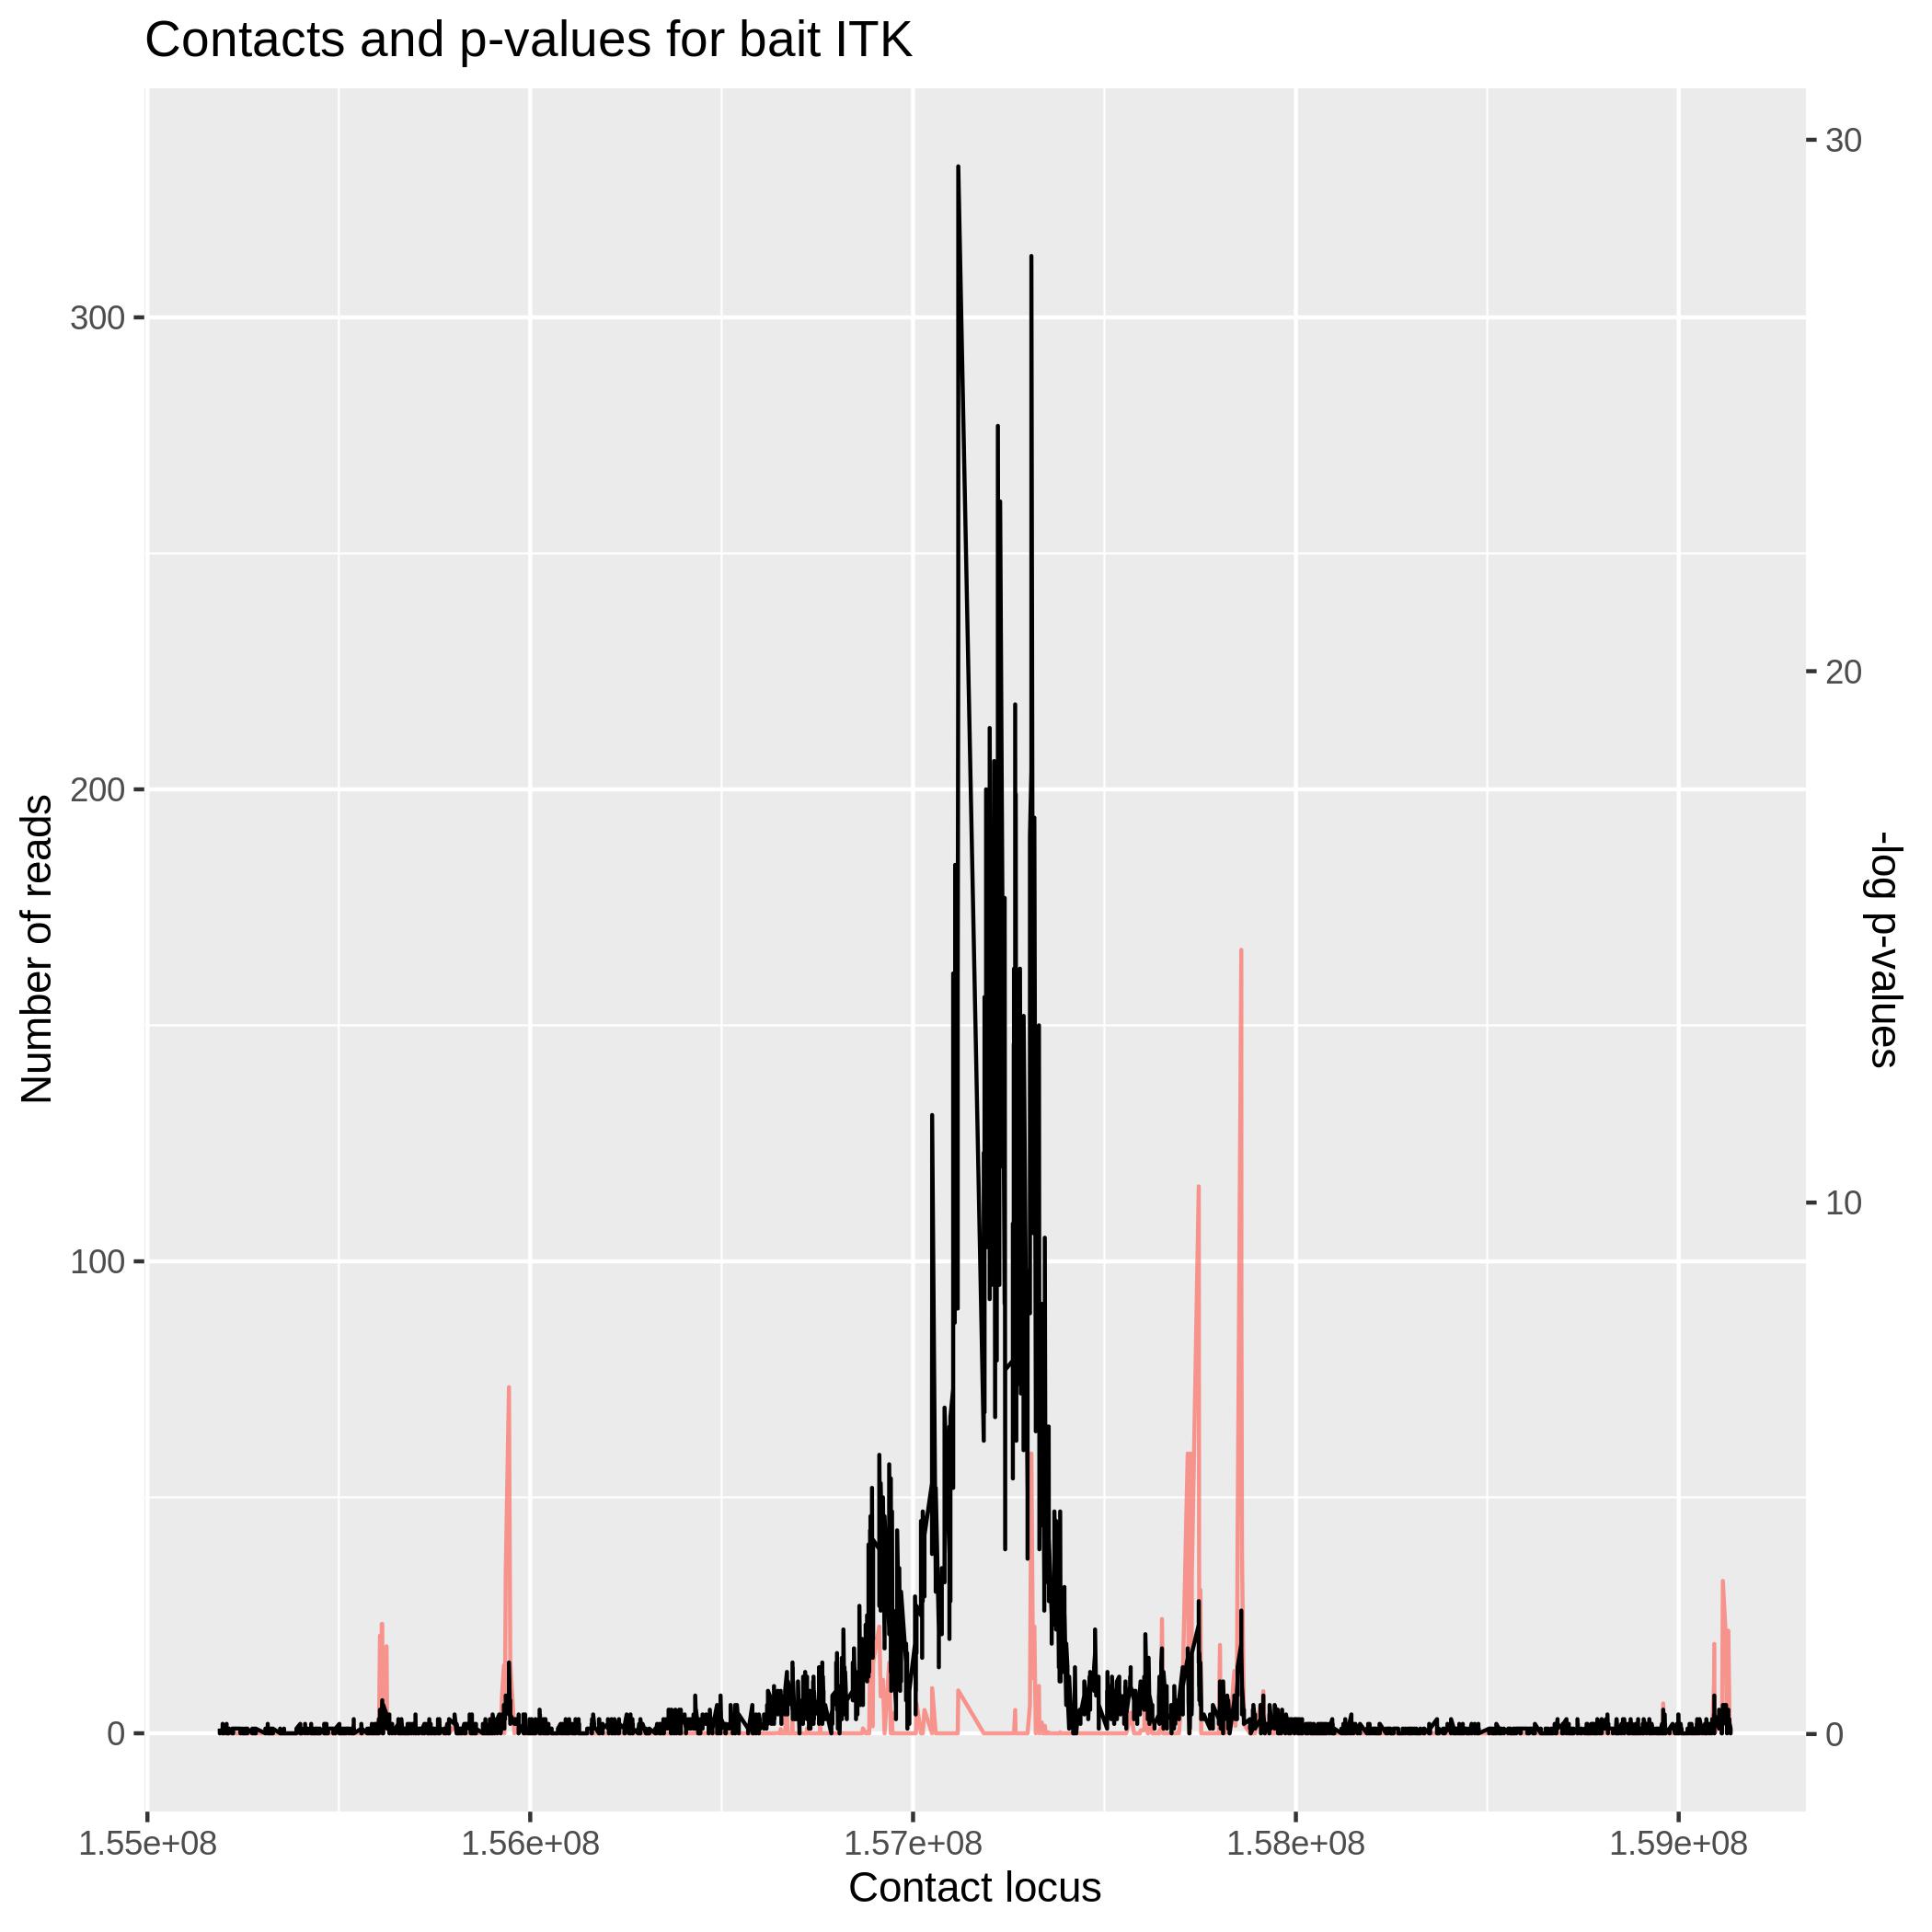 Contacts and p-values for bait ITK
30
300
20
200
Number of reads
-log p-values
10
100
0
0
1.55e+08
1.56e+08
1.57e+08
1.58e+08
1.59e+08
Contact locus